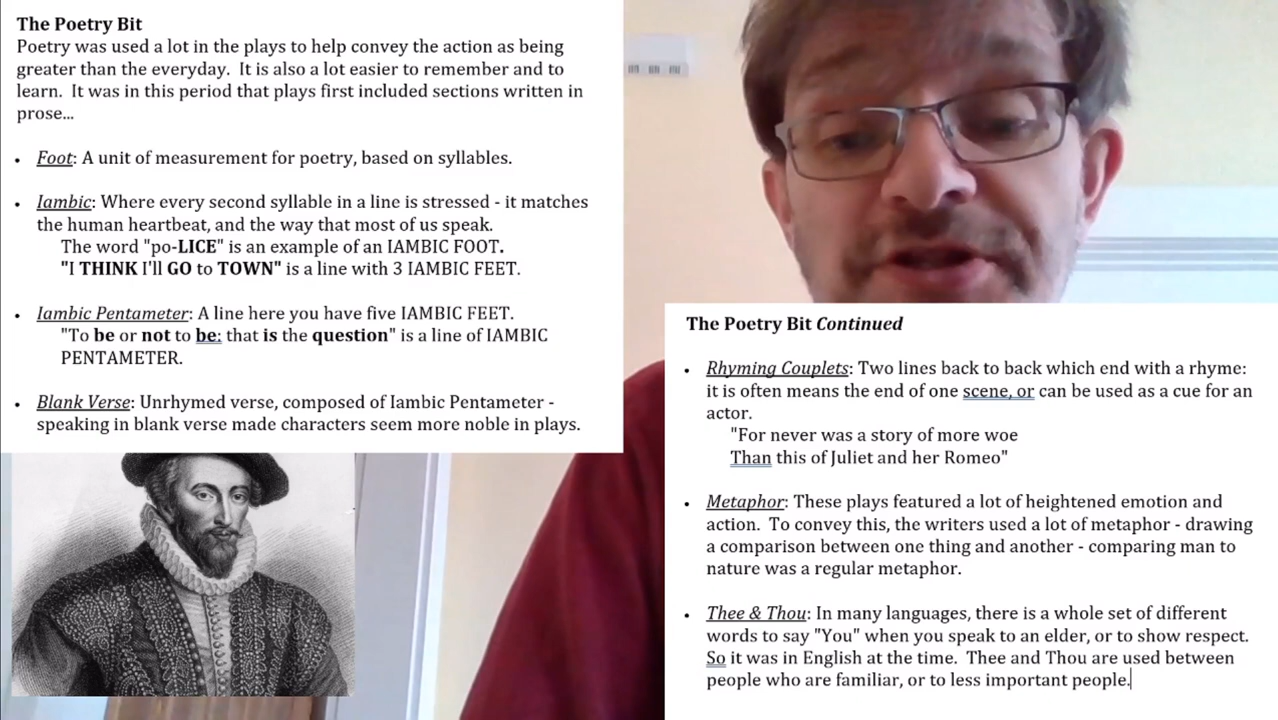 The Poetry Bit
Poetry was used a lot in the plays to help convey the action as being
greater than the everyday.  It is also a lot easier to remember and to
learn.  It was in this period that plays first included sections written in
prose...
• Foot: A unit of measurement for poetry, based on syllables.
• Iambic: Where every second syllable in a line is stressed - it matches
the human heartbeat, and the way that most of us speak.
The word "po-LICE" is an example of an IAMBIC FOOT.
"I THINK I'll GO to TOWN" is a line with 3 IAMBIC FEET.
• Iambic Pentameter: A line here you have five IAMBIC FEET.
"To be or not to be: that is the question" is a line of IAMBIC
PENTAMETER.
• Blank Verse: Unrhymed verse, composed of Iambic Pentameter -
speaking in blank verse made characters seem more noble in plays.
The Poetry Bit Continued
• Rhyming Couplets: Two lines back to back which end with a rhyme:
it is often means the end of one scene, or can be used as a cue for an
actor.
"For never was a story of more woe
Than this of Juliet and her Romeo"
• Metaphor: These plays featured a lot of heightened emotion and
action.  To convey this, the writers used a lot of metaphor - drawing
a comparison between one thing and another - comparing man to
nature was a regular metaphor.
• Thee & Thou: In many languages, there is a whole set of different
words to say "You" when you speak to an elder, or to show respect.
So it was in English at the time.  Thee and Thou are used between
people who are familiar, or to less important people.